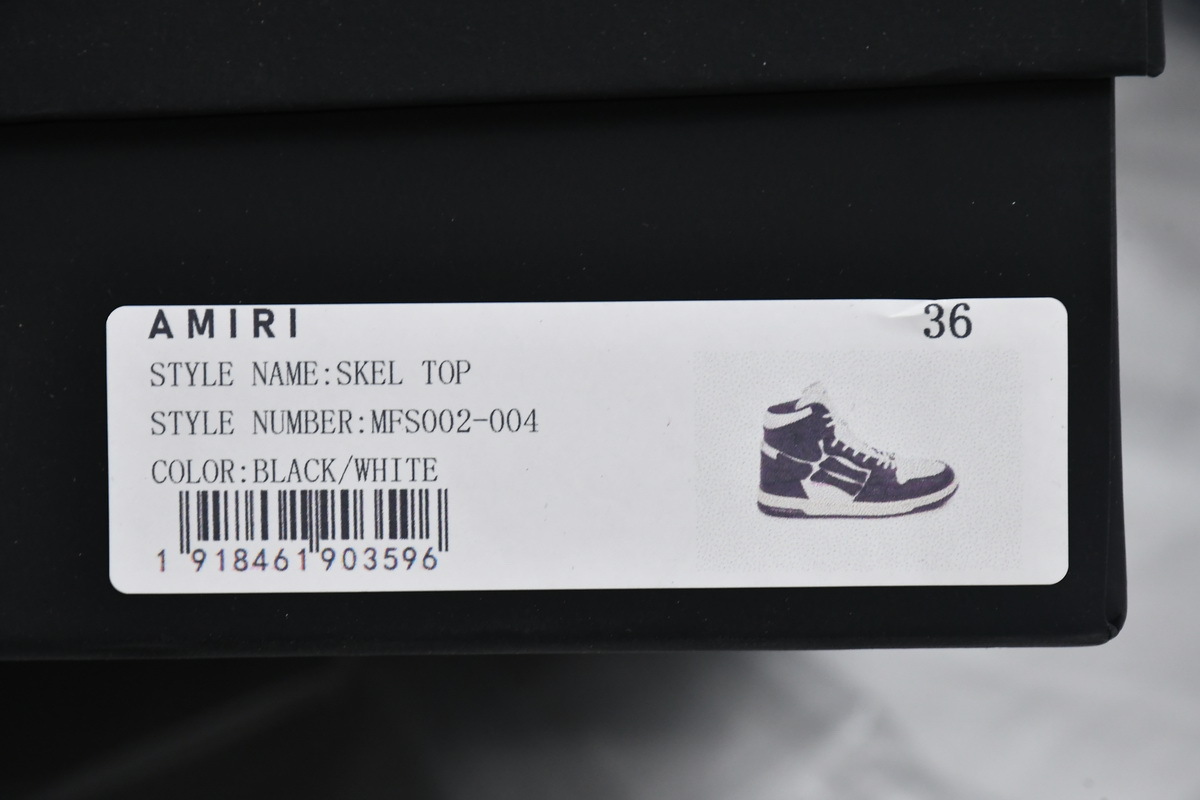 AMIRI
36
STYLE NAME:SKEL TOP
STYLE NUMBER:MFS002-004
COLOR:BLACK/WHITE
1 918461 903596